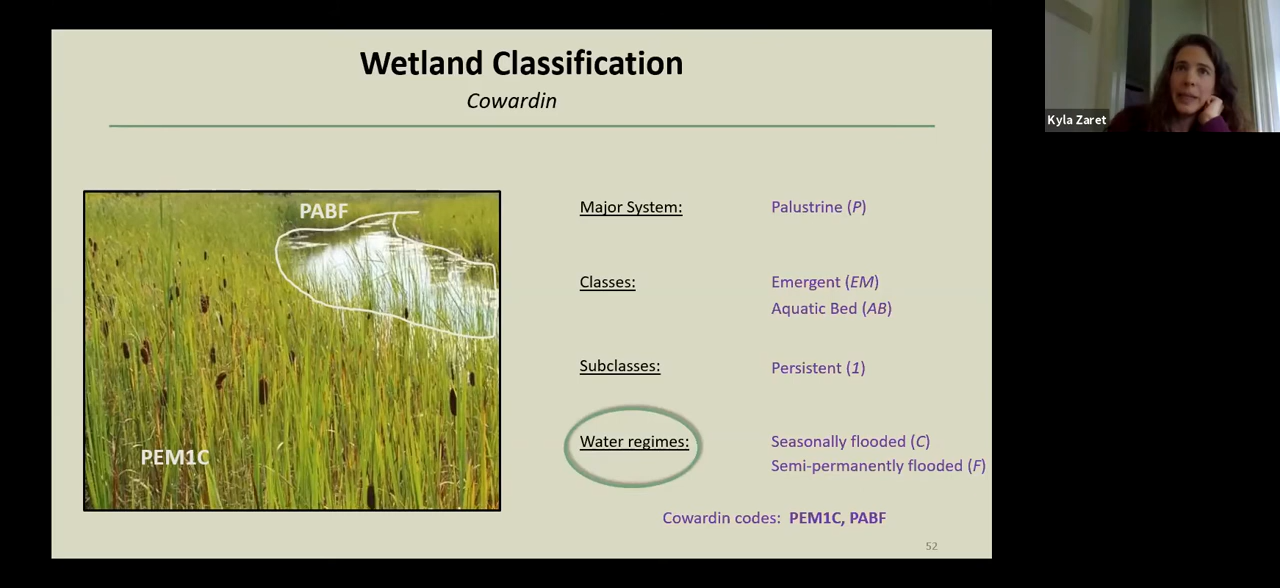 Wetland Classification
Cowardin
Kyla Zaret
PABF
PEM1C
Major System: Palustrine (P)
Classes: Emergent (EM)
Aquatic Bed (AB)
Subclasses: Persistent (1)
Water regimes: Seasonally flooded (C)
Semi-permanently flooded (F)
Cowardin codes: PEM1C, PABF
52